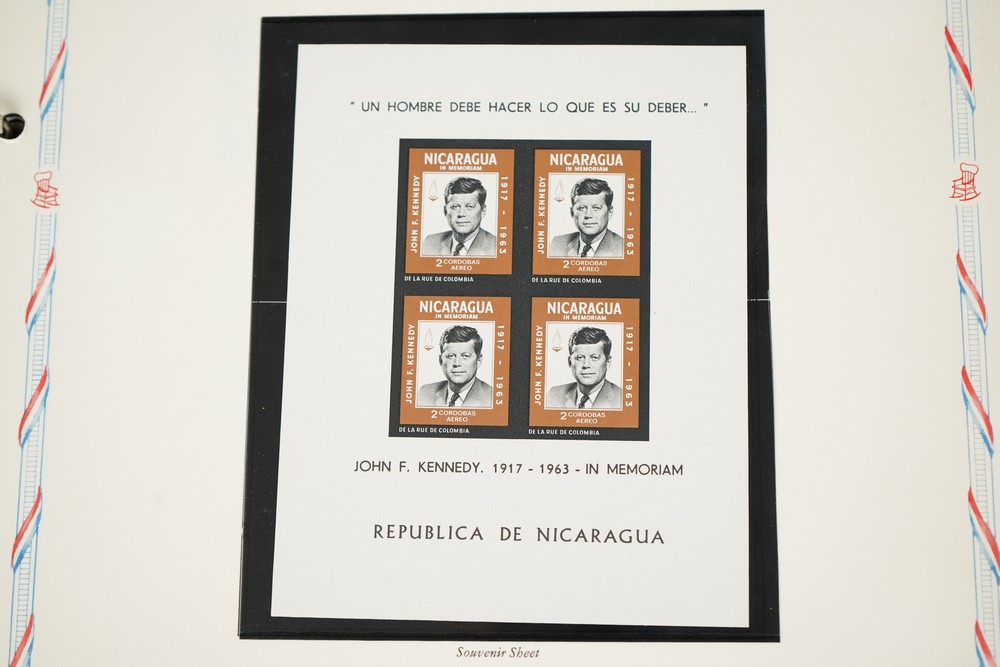 " UN HOMBRE DEBE HACER LO QUE ES SU DEBER... "
NICARAGUA
IN MEMORIAM
JOHN F. KENNEDY
1917 - 1963
2 CORDOBAS
AEREO
DE LA RUE DE COLOMBIA
NICARAGUA
IN MEMORIAM
JOHN F. KENNEDY
1917 - 1963
2 CORDOBAS
AEREO
DE LA RUE DE COLOMBIA
NICARAGUA
IN MEMORIAM
JOHN F. KENNEDY
1917 - 1963
2 CORDOBAS
AEREO
DE LA RUE DE COLOMBIA
NICARAGUA
IN MEMORIAM
JOHN F. KENNEDY
1917 - 1963
2 CORDOBAS
AEREO
DE LA RUE DE COLOMBIA
JOHN F. KENNEDY. 1917 - 1963 - IN MEMORIAM
REPUBLICA DE NICARAGUA
Souvenir Sheet